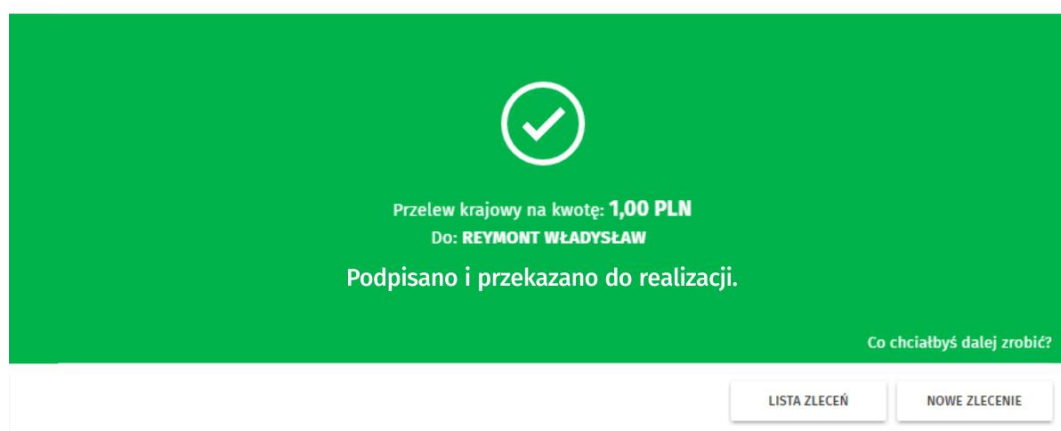 Przelew krajowy na kwotę: 1,00 PLN
Do: REYMONT WŁADYSŁAW
Podpisano i przekazano do realizacji.
Co chciałbyś dalej zrobić?
LISTA ZLECEŃ
NOWE ZLECENIE